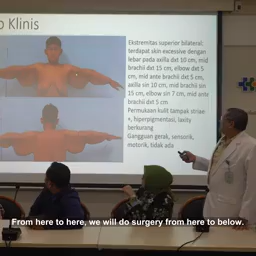 o Klinis
Ekstremitas superior bilateral:
terdapat skin excessive dengan
lebar pada axilla dxt 10 cm, mid
brachii dxt 15 cm, elbow dxt 5
cm, mid ante brachii dxt 5 cm,
axilla sin 10 cm, mid brachii sin
15 cm, elbow sin 7 cm, mid ante
brachii dxt 5 cm
Permukaan kulit tampak striae
+, hiperpigmentasi, laxity
berkurang
Gangguan gerak, sensorik,
motorik, tidak ada
From here to here, we will do surgery from here to below.